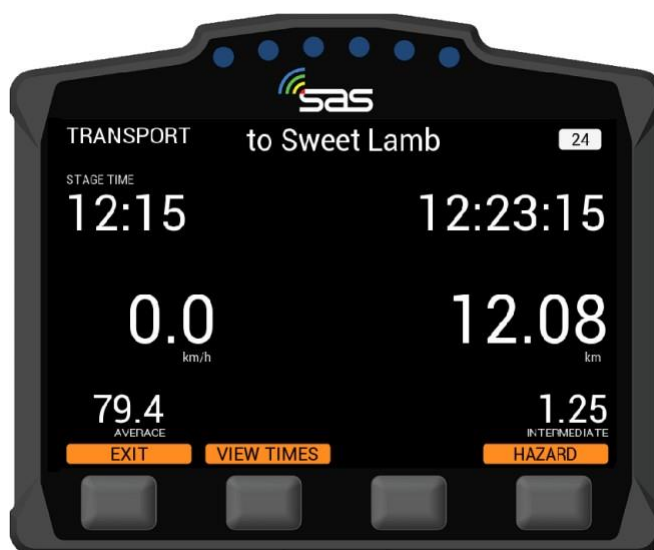 sas
TRANSPORT to Sweet Lamb 24
STAGE TIME
12:15 12:23:15
0.0 12.08
km/h km
79.4 1.25
AVERAGE INTERMEDIATE
EXIT VIEW TIMES HAZARD